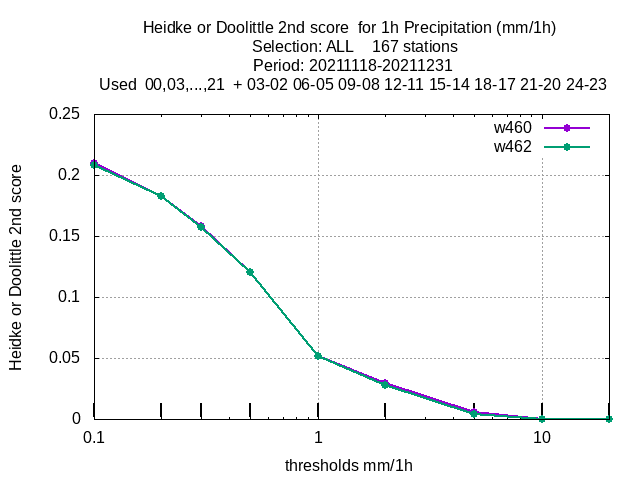 Heidke or Doolittle 2nd score  for 1h Precipitation (mm/1h)
Selection: ALL    167 stations
Period: 20211118-20211231
Used  00,03,...,21  + 03-02 06-05 09-08 12-11 15-14 18-17 21-20 24-23
w460
w462
Heidke or Doolittle 2nd score
0.25
0.2
0.15
0.1
0.05
0
0.1 1 10
thresholds mm/1h